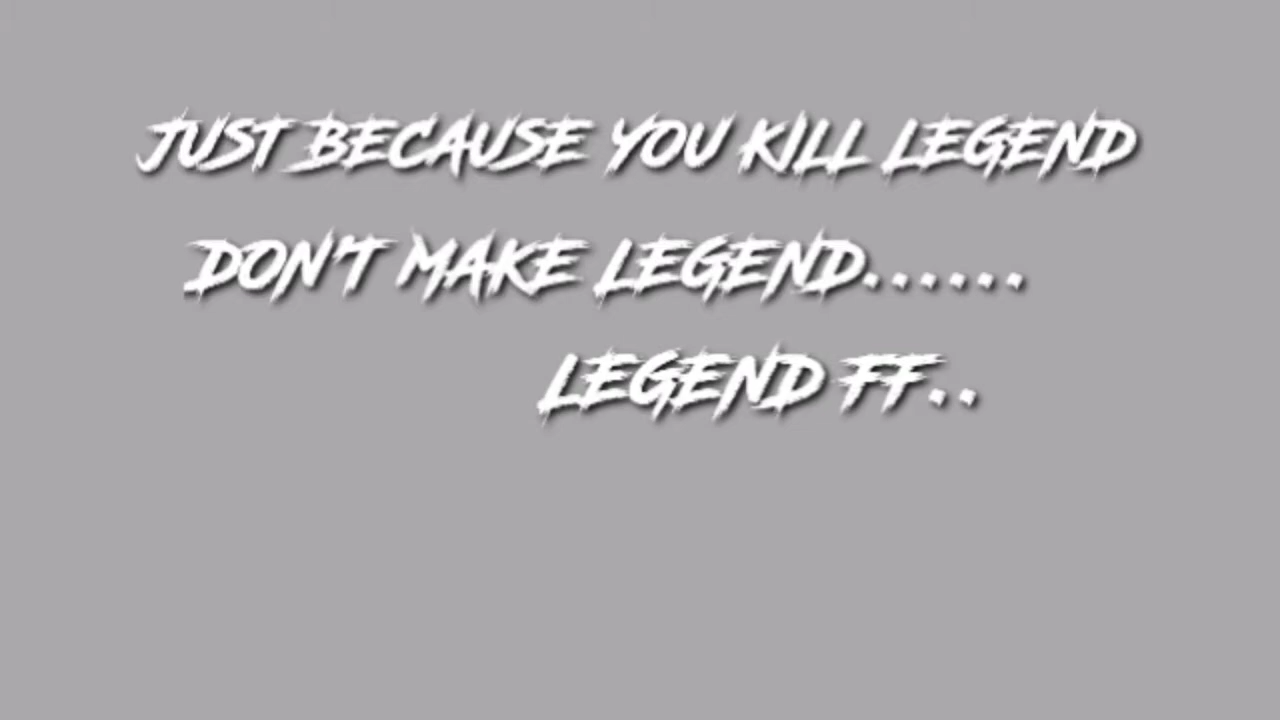 JUST BECAUSE YOU KILL LEGEND
DON'T MAKE LEGEND......
LEGEND FF..